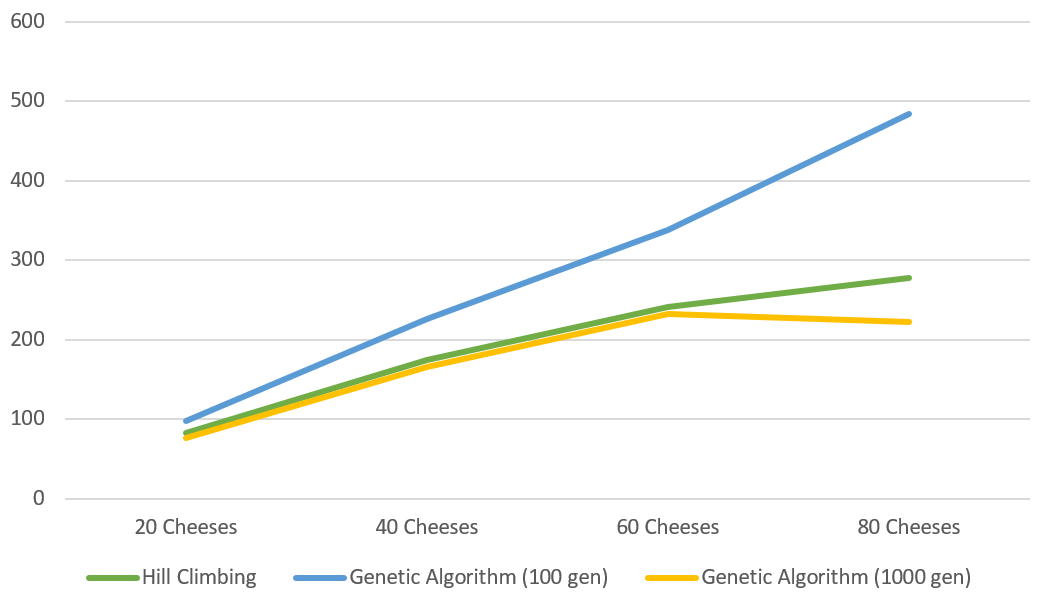 600
500
400
300
200
100
0
20 Cheeses
40 Cheeses
60 Cheeses
80 Cheeses
Hill Climbing
Genetic Algorithm (100 gen)
Genetic Algorithm (1000 gen)